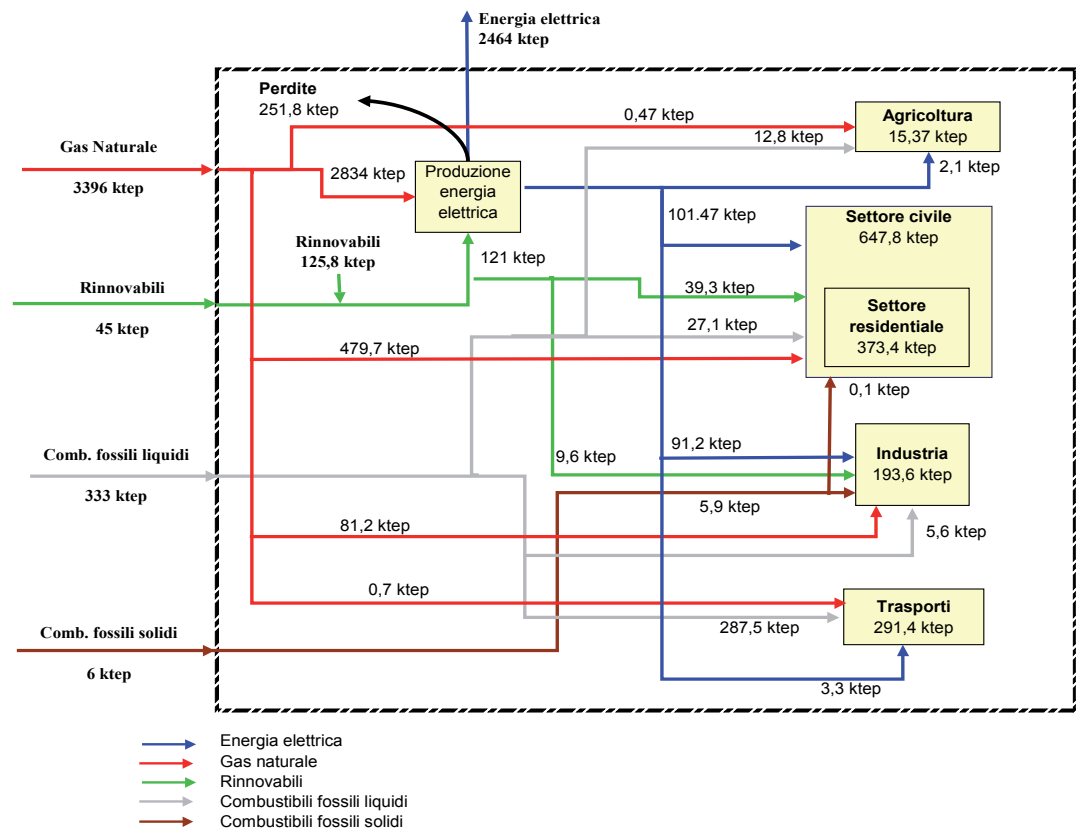 Energia elettrica
2464 ktep
Perdite
251,8 ktep
0,47 ktep
Agricoltura
15,37 ktep
12,8 ktep
2,1 ktep
Gas Naturale
3396 ktep
2834 ktep
Produzione
energia
elettrica
101.47 ktep
Settore civile
647,8 ktep
Rinnovabili
125,8 ktep
121 ktep
Rinnovabili
45 ktep
39,3 ktep
27,1 ktep
Settore
residentiale
373,4 ktep
479,7 ktep
0,1 ktep
Comb. fossili liquidi
333 ktep
91,2 ktep
9,6 ktep
Industria
193,6 ktep
5,9 ktep
81,2 ktep
5,6 ktep
0,7 ktep
Trasporti
291,4 ktep
287,5 ktep
Comb. fossili solidi
6 ktep
3,3 ktep
Energia elettrica
Gas naturale
Rinnovabili
Combustibili fossili liquidi
Combustibili fossili solidi